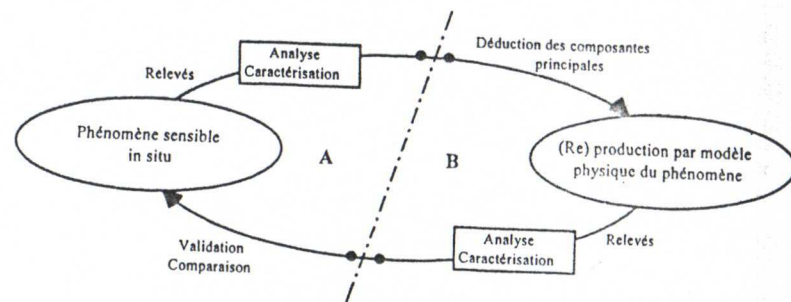 Analyse
Caractérisation
Relevés
Déduction des composantes
principales
Phénomène sensible
in situ
A
B
(Re) production par modèle
physique du phénomène
Validation
Comparaison
Analyse
Caractérisation
Relevés